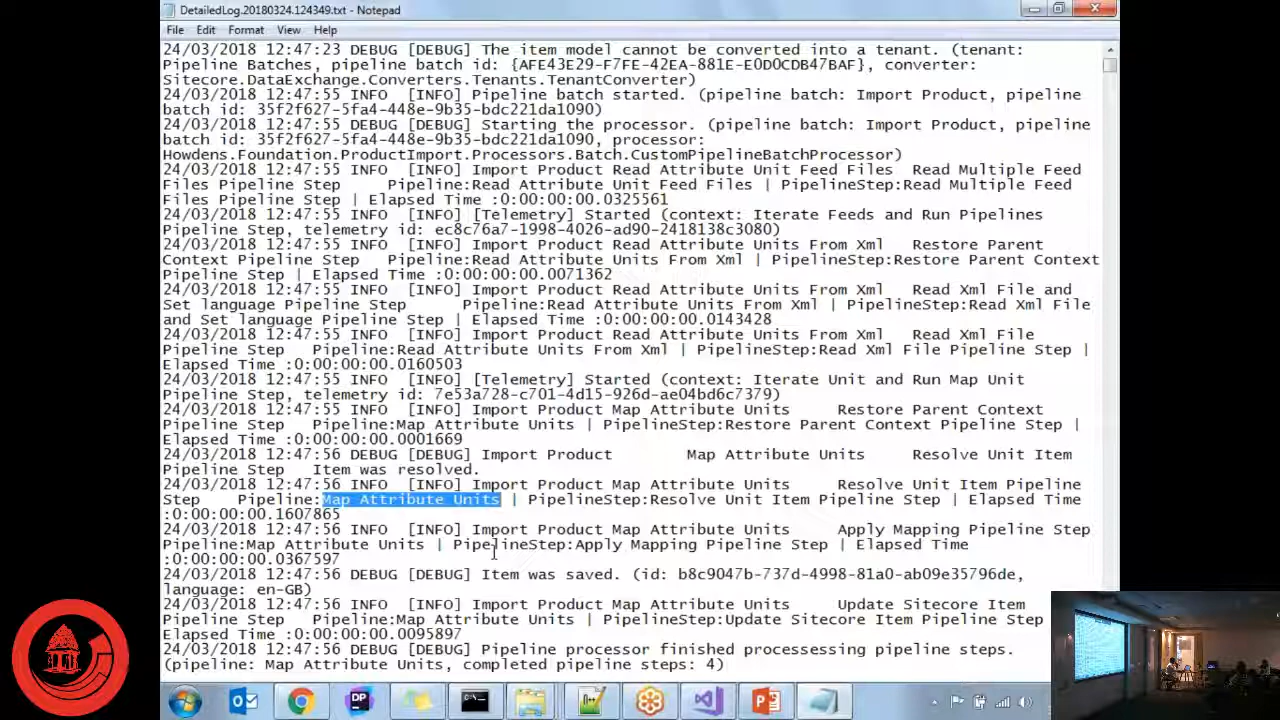 DetailedLog.20180324.124349.txt - Notepad
File Edit Format View Help
24/03/2018 12:47:23 DEBUG [DEBUG] The item model cannot be converted into a tenant. (tenant:
Pipeline Batches, pipeline batch id: {AFE43E29-F7FE-42EA-881E-E0D0CDB47BAF}, converter:
Sitecore.DataExchange.Converters.Tenants.TenantConverter)
24/03/2018 12:47:55 INFO [INFO] Pipeline batch started. (pipeline batch: Import Product, pipeline
batch id: 35f2f627-5fa4-448e-9b35-bdc221da1090)
24/03/2018 12:47:55 DEBUG [DEBUG] Starting the processor. (pipeline batch: Import Product, pipeline
batch id: 35f2f627-5fa4-448e-9b35-bdc221da1090, processor:
Howdens.Foundation.ProductImport.Processors.Batch.CustomPipelineBatchProcessor)
24/03/2018 12:47:55 INFO [INFO] Import Product Read Attribute Unit Feed Files Read Multiple Feed
Files Pipeline Step Pipeline:Read Attribute Unit Feed Files | PipelineStep:Read Multiple Feed
Files Pipeline Step | Elapsed Time :0:00:00:00.0325561
24/03/2018 12:47:55 INFO [INFO] [Telemetry] Started (context: Iterate Feeds and Run Pipelines
Pipeline Step, telemetry id: ec8c76a7-1998-4026-ad90-2418138c3080)
24/03/2018 12:47:55 INFO [INFO] Import Product Read Attribute Units From Xml Restore Parent
Context Pipeline Step Pipeline:Read Attribute Units From Xml | PipelineStep:Restore Parent Context
Pipeline Step | Elapsed Time :0:00:00:00.0071362
24/03/2018 12:47:55 INFO [INFO] Import Product Read Attribute Units From Xml Read Xml File and
Set language Pipeline Step Pipeline:Read Attribute Units From Xml | PipelineStep:Read Xml File
and Set language Pipeline Step | Elapsed Time :0:00:00:00.0143428
24/03/2018 12:47:55 INFO [INFO] Import Product Read Attribute Units From Xml Read Xml File
Pipeline Step Pipeline:Read Attribute Units From Xml | PipelineStep:Read Xml File Pipeline Step |
Elapsed Time :0:00:00:00.0160503
24/03/2018 12:47:55 INFO [INFO] [Telemetry] Started (context: Iterate Unit and Run Map Unit
Pipeline Step, telemetry id: 7e53a728-c701-4d15-926d-ae04bd6c7379)
24/03/2018 12:47:55 INFO [INFO] Import Product Map Attribute Units Restore Parent Context
Pipeline Step Pipeline:Map Attribute Units | PipelineStep:Restore Parent Context Pipeline Step |
Elapsed Time :0:00:00:00.0001669
24/03/2018 12:47:56 DEBUG [DEBUG] Import Product Map Attribute Units Resolve Unit Item
Pipeline Step Item was resolved.
24/03/2018 12:47:56 INFO [INFO] Import Product Map Attribute Units Resolve Unit Item Pipeline
Step Pipeline:Map Attribute Units | PipelineStep:Resolve Unit Item Pipeline Step | Elapsed Time
:0:00:00:00.1607865
24/03/2018 12:47:56 INFO [INFO] Import Product Map Attribute Units Apply Mapping Pipeline Step
Pipeline:Map Attribute Units | PipelineStep:Apply Mapping Pipeline Step | Elapsed Time
:0:00:00:00.0367597
24/03/2018 12:47:56 DEBUG [DEBUG] Item was saved. (id: b8c9047b-737d-4998-81a0-ab09e35796de,
language: en-GB)
24/03/2018 12:47:56 INFO [INFO] Import Product Map Attribute Units Update Sitecore Item
Pipeline Step Pipeline:Map Attribute Units | PipelineStep:Update Sitecore Item Pipeline Step
Elapsed Time :0:00:00:00.0095897
24/03/2018 12:47:56 DEBUG [DEBUG] Pipeline processor finished processessing pipeline steps.
(pipeline: Map Attribute Units, completed pipeline steps: 4)